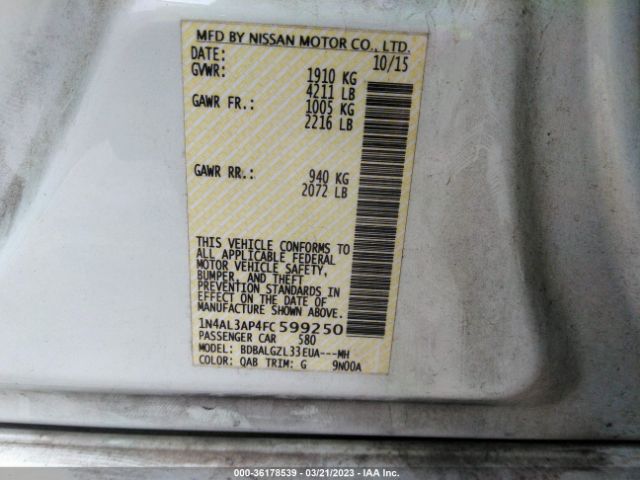 MFD BY NISSAN MOTOR CO., LTD.
DATE: 10/15
GVWR: 1910 KG
4211 LB
GAWR FR.: 1005 KG
2216 LB
GAWR RR.: 940 KG
2072 LB
THIS VEHICLE CONFORMS TO
ALL APPLICABLE FEDERAL
MOTOR VEHICLE SAFETY,
BUMPER, AND THEFT
PREVENTION STANDARDS IN
EFFECT ON THE DATE OF
MANUFACTURE SHOWN ABOVE.
1N4AL3AP4FC599250
PASSENGER CAR 580
MODEL: BDBALGZL33EUA---MH
COLOR: QAB TRIM: G 9N00A
000-36178539 — 03/21/2023 — IAA Inc.